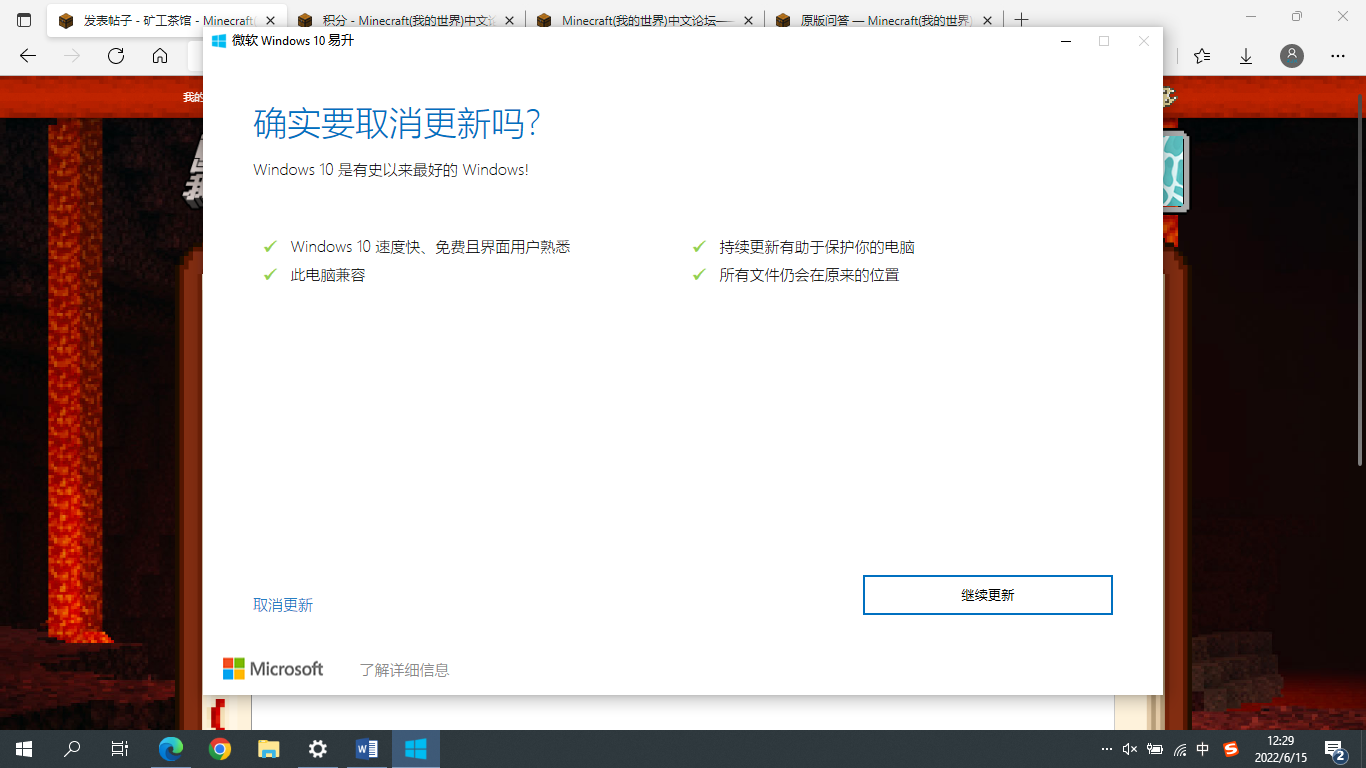 发表帖子 - 矿工茶馆 - Minecraft(
积分 - Minecraft(我的世界)中文论
Minecraft(我的世界)中文论坛—
原版问答 — Minecraft(我的世界)
微软 Windows 10 易升
我的
确实要取消更新吗?
Windows 10 是有史以来最好的 Windows!
Windows 10 速度快、免费且界面用户熟悉
持续更新有助于保护你的电脑
此电脑兼容
所有文件仍会在原来的位置
取消更新
继续更新
Microsoft
了解详细信息
中
12:29
2022/6/15
2